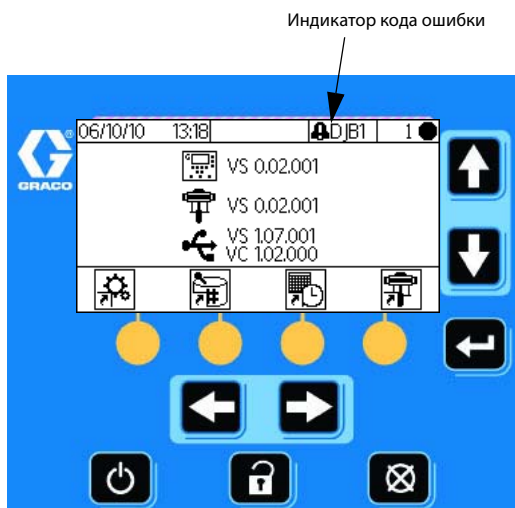 Индикатор кода ошибки
GRACO
06/10/10 13:18 DJB1 1
VS 0.02.001
VS 0.02.001
VS 1.07.001
VC 1.02.000